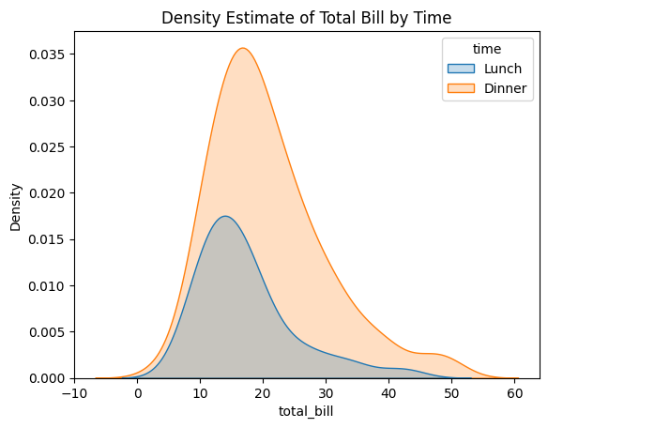 Density Estimate of Total Bill by Time
time
Lunch
Dinner
Density
0.035
0.030
0.025
0.020
0.015
0.010
0.005
0.000
−10 0 10 20 30 40 50 60
total_bill